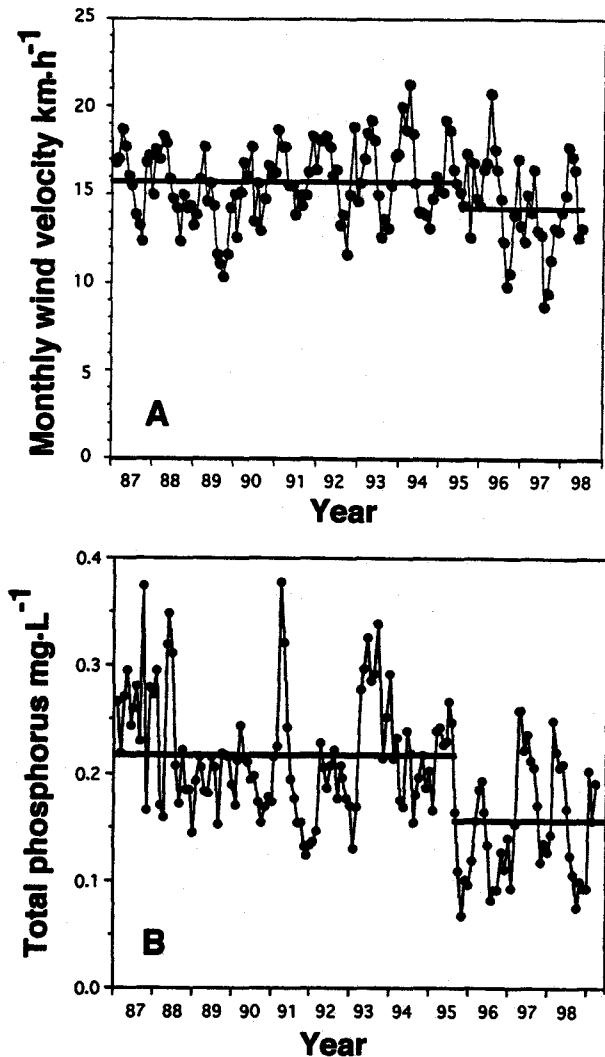 Monthly wind velocity km·h⁻¹
25
20
15
10
5
0
A
87 88 89 90 91 92 93 94 95 96 97 98
Year
Total phosphorus mg·L⁻¹
0.4
0.3
0.2
0.1
0.0
B
87 88 89 90 91 92 93 94 95 96 97 98
Year